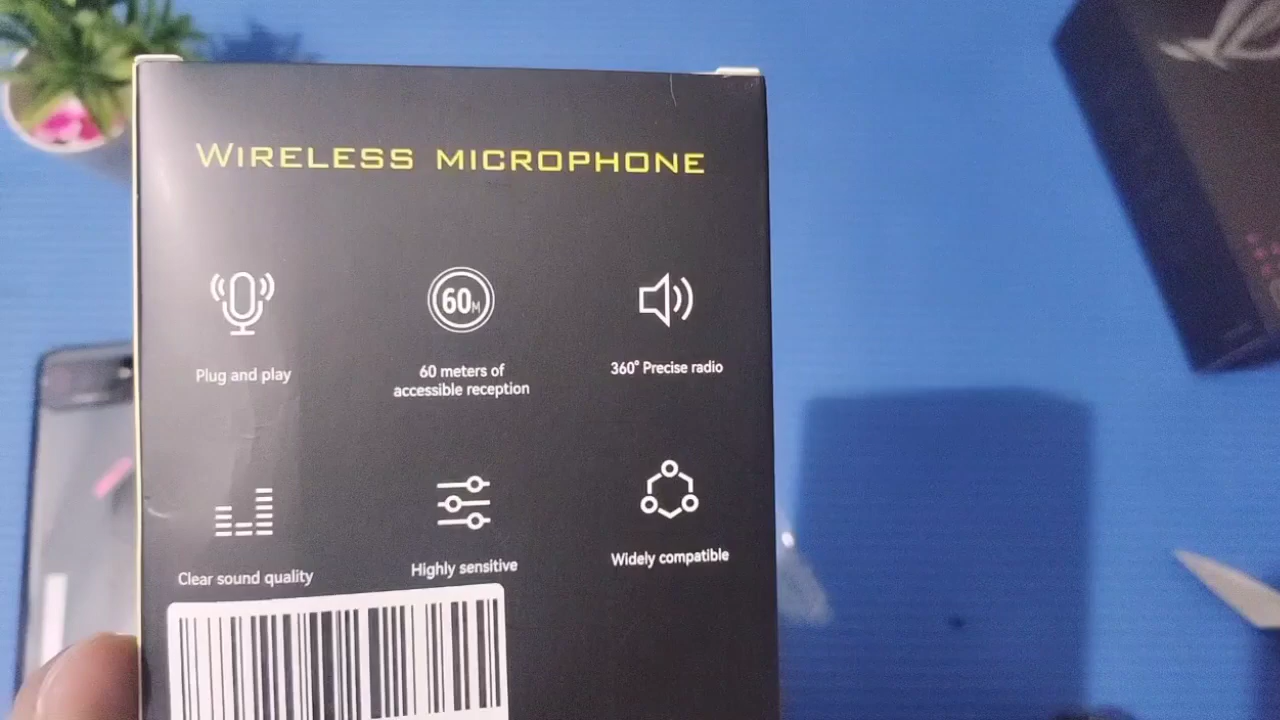 WIRELESS MICROPHONE
60M
Plug and play
60 meters of
accessible reception
360° Precise radio
Clear sound quality
Highly sensitive
Widely compatible